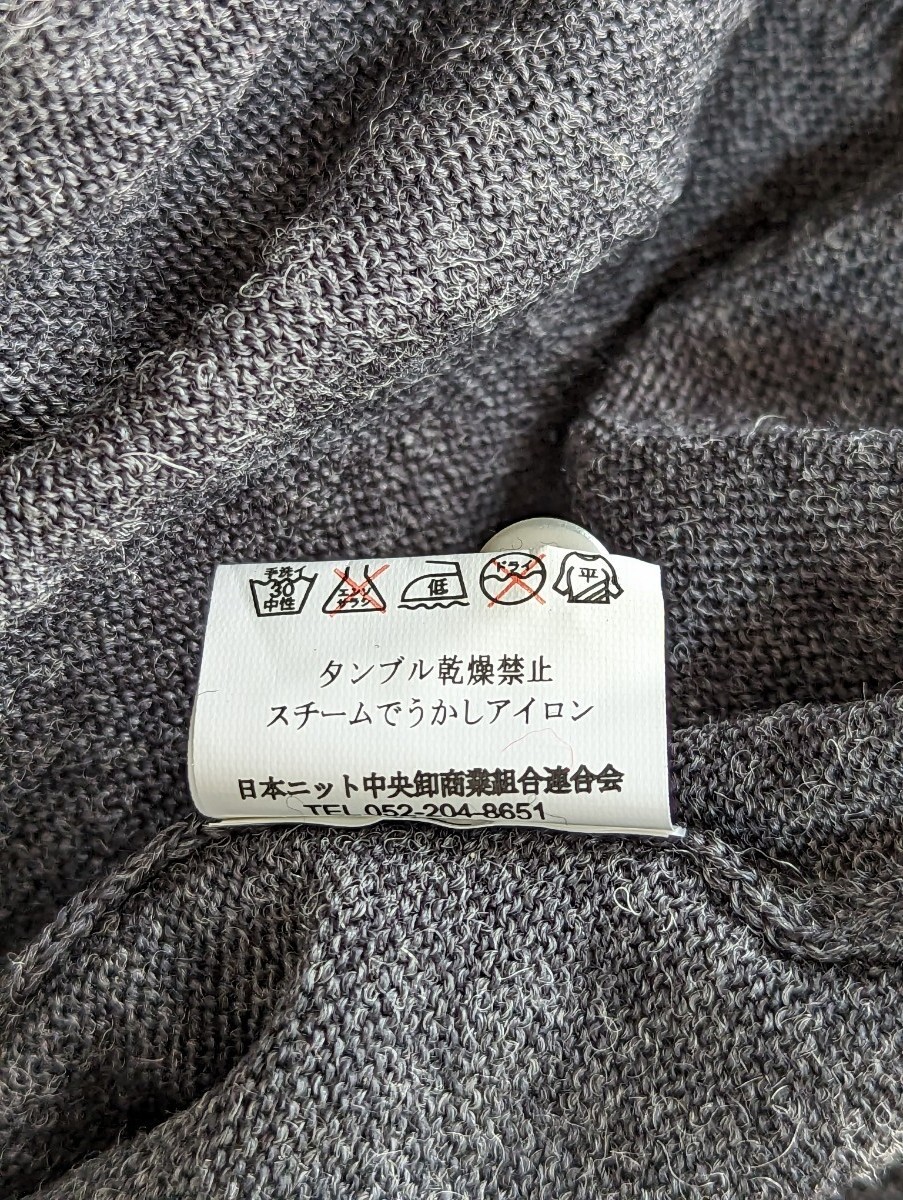 手洗イ 30 中性 エンソサラシ 低 ドライ 平
タンブル乾燥禁止
スチームでうかしアイロン
日本ニット中央卸商業組合連合会
TEL 052-204-8651